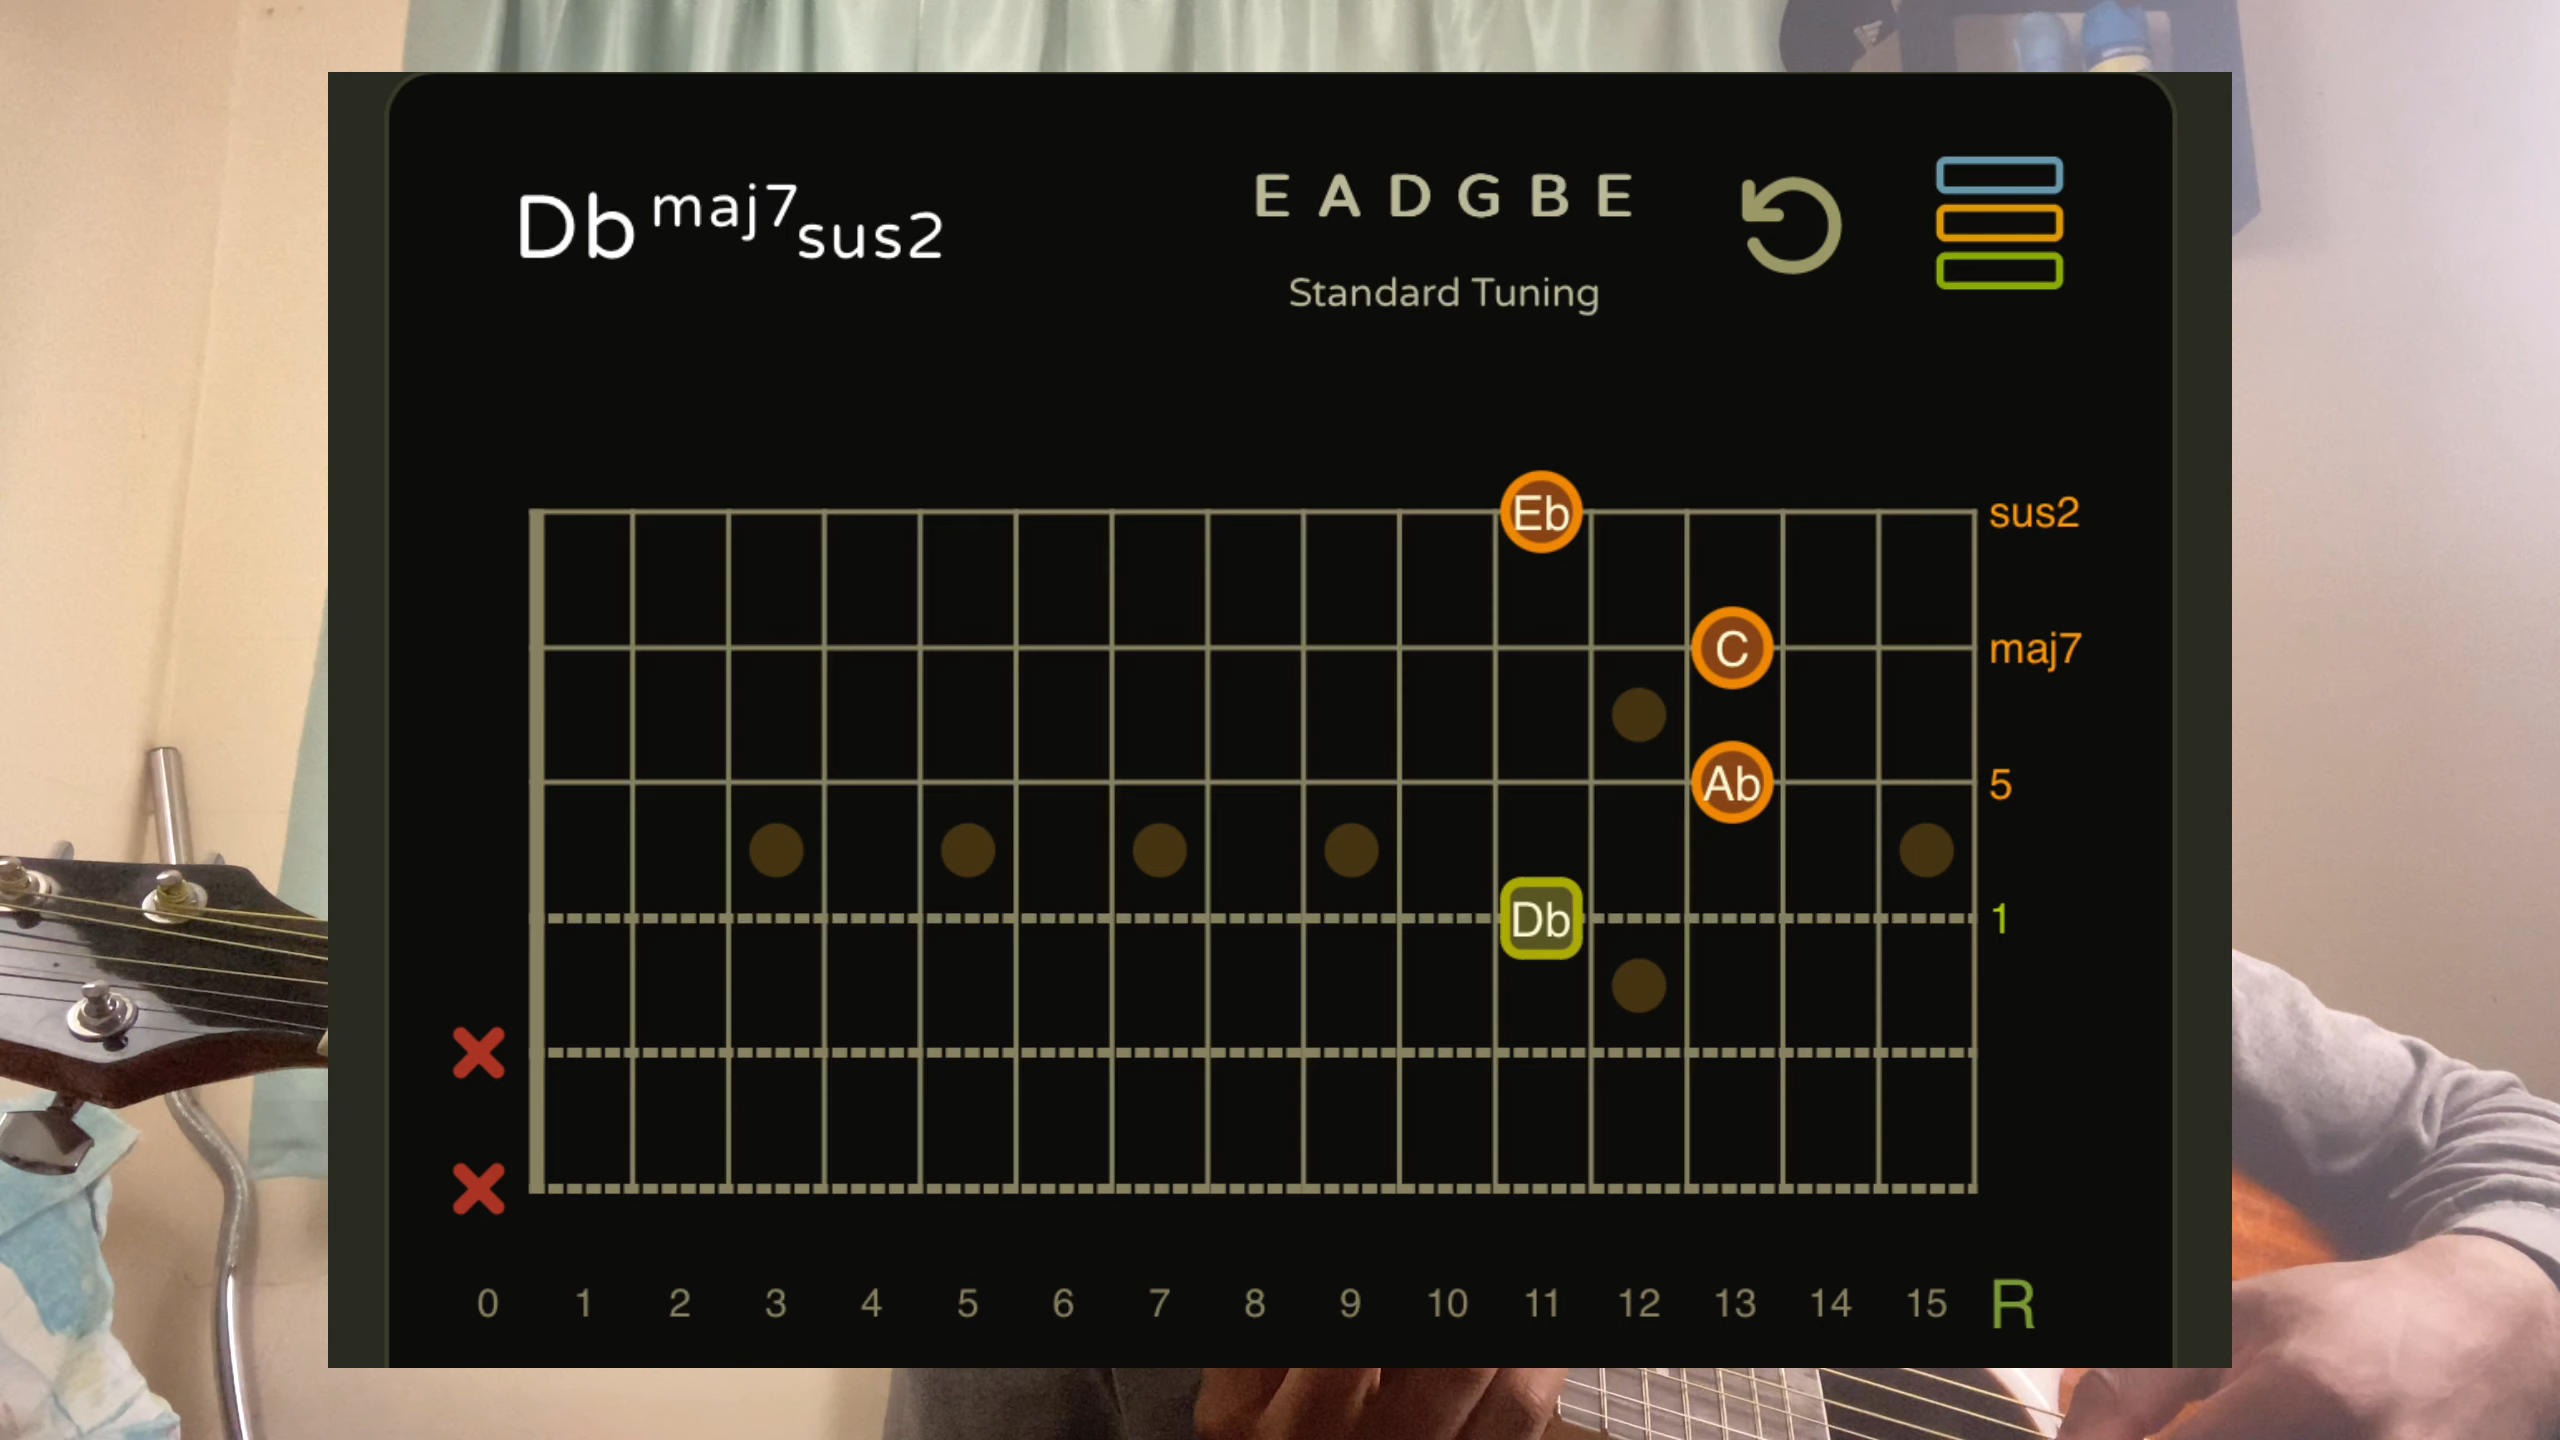 Db maj7 sus2
E A D G B E
Standard Tuning
Eb sus2
C maj7
Ab 5
Db 1
0 1 2 3 4 5 6 7 8 9 10 11 12 13 14 15 R